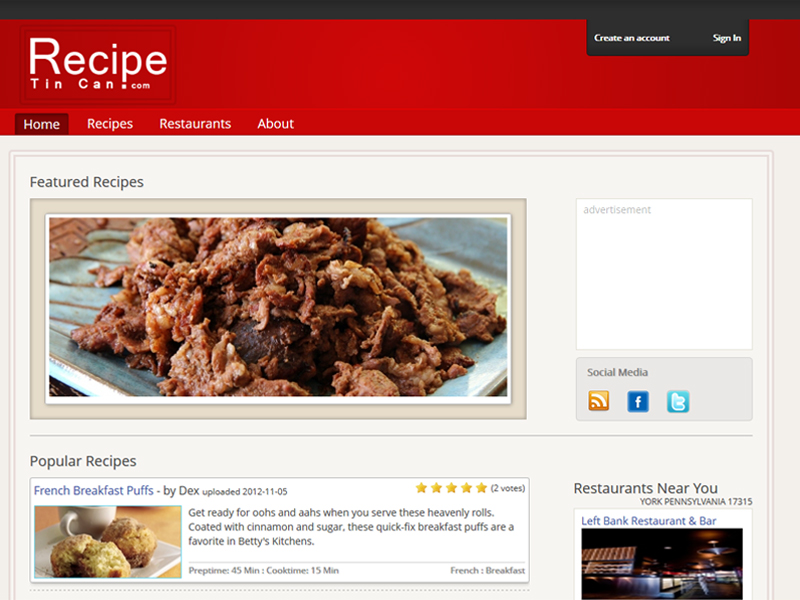 Create an account Sign In
Recipe
Tin Can.com
Home Recipes Restaurants About
Featured Recipes
advertisement
Social Media
Popular Recipes
French Breakfast Puffs - by Dex uploaded 2012-11-05 (2 votes)
Get ready for oohs and aahs when you serve these heavenly rolls.
Coated with cinnamon and sugar, these quick-fix breakfast puffs are a
favorite in Betty's Kitchens.
Preptime: 45 Min : Cooktime: 15 Min French : Breakfast
Restaurants Near You
YORK PENNSYLVANIA 17315
Left Bank Restaurant & Bar